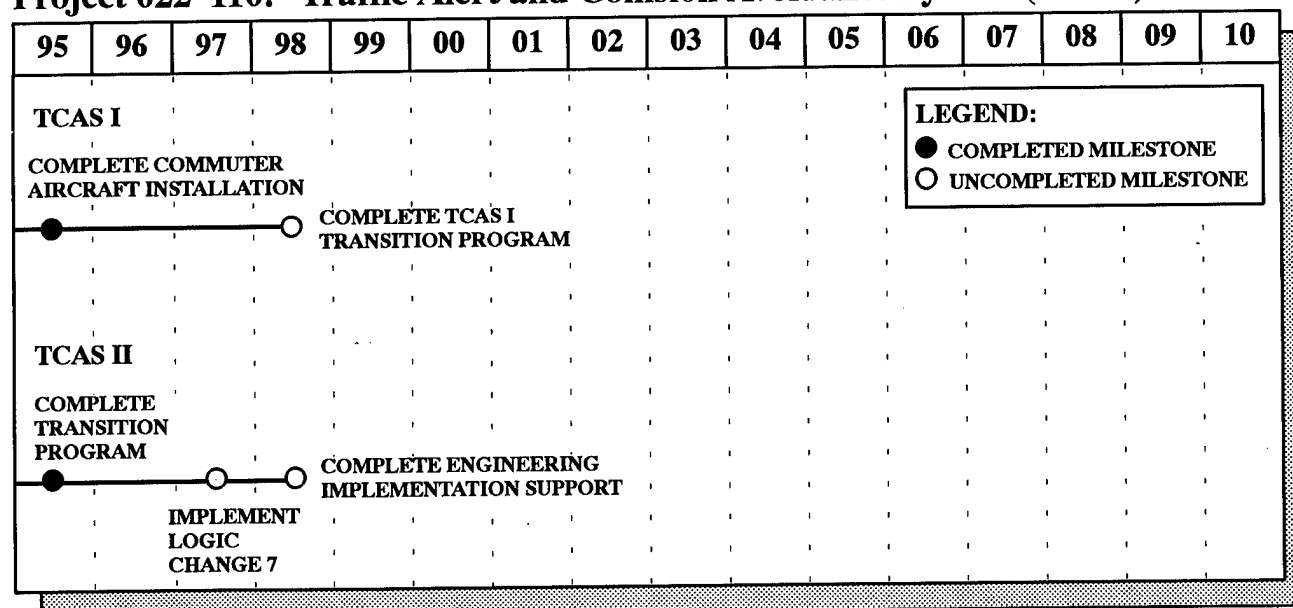 95 96 97 98 99 00 01 02 03 04 05 06 07 08 09 10
TCAS I
COMPLETE COMMUTER
AIRCRAFT INSTALLATION
COMPLETE TCAS I
TRANSITION PROGRAM
LEGEND:
COMPLETED MILESTONE
UNCOMPLETED MILESTONE
TCAS II
COMPLETE
TRANSITION
PROGRAM
COMPLETE ENGINEERING
IMPLEMENTATION SUPPORT
IMPLEMENT
LOGIC
CHANGE 7